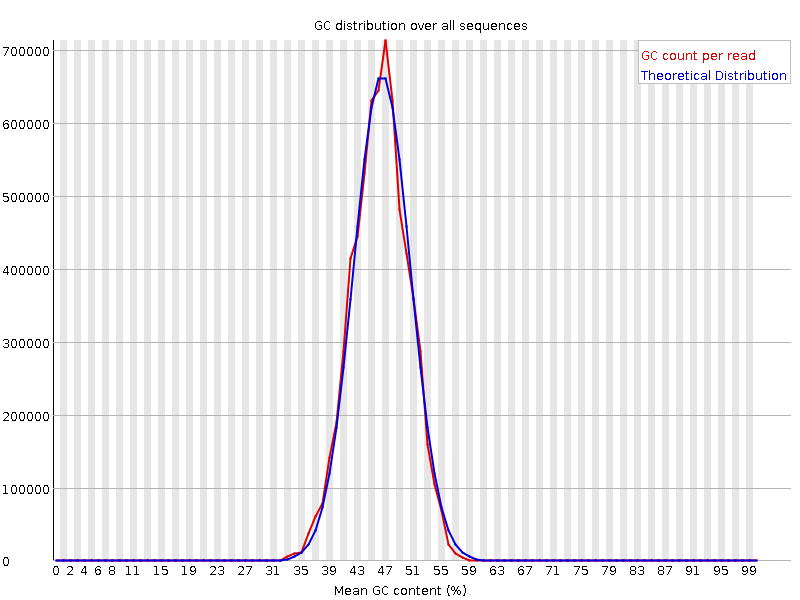 GC distribution over all sequences
GC count per read
Theoretical Distribution
700000
600000
500000
400000
300000
200000
100000
0
0 2 4 6 8 11 15 19 23 27 31 35 39 43 47 51 55 59 63 67 71 75 79 83 87 91 95 99
Mean GC content (%)